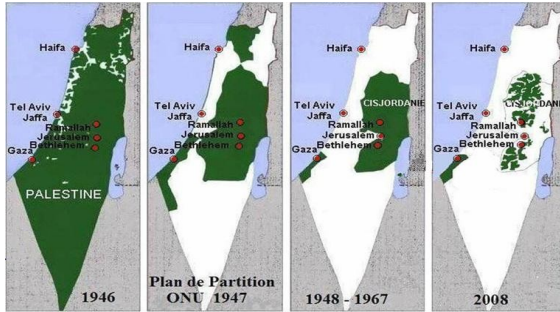 Haifa
Tel Aviv
Jaffa
Ramallah
Jerusalem
Bethlehem
Gaza
PALESTINE
1946
Haifa
Tel Aviv
Jaffa
Ramallah
Jerusalem
Bethlehem
Gaza
Plan de Partition
ONU 1947
Haifa
CISJORDANIE
Tel Aviv
Jaffa
Ramallah
Jerusalem
Bethlehem
Gaza
1948 - 1967
Haifa
Tel Aviv
Jaffa
Ramallah
Jerusalem
Bethlehem
Gaza
2008